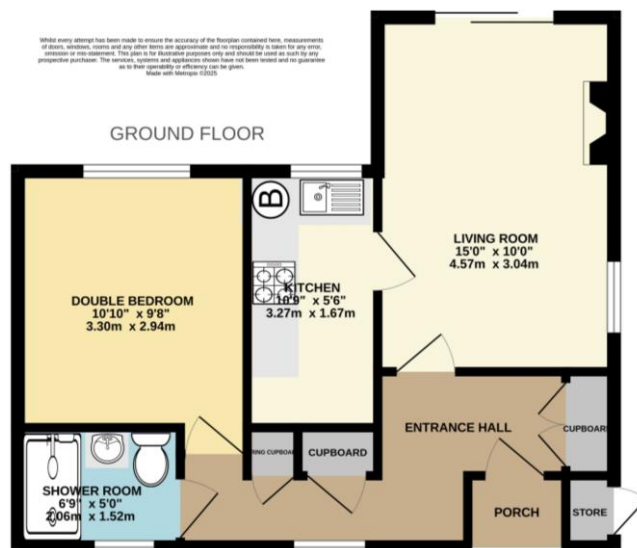 Whilst every attempt has been made to ensure the accuracy of the floorplan contained here, measurements
of doors, windows, rooms and any other items are approximate and no responsibility is taken for any error,
omission or mis-statement. This plan is for illustrative purposes only and should be used as such by any
prospective purchaser. The services, systems and appliances shown have not been tested and no guarantee
as to their operability or efficiency can be given.
Made with Metropix ©2025
GROUND FLOOR
B
LIVING ROOM
15'0" x 10'0"
4.57m x 3.04m
KITCHEN
10'9" x 5'6"
3.27m x 1.67m
DOUBLE BEDROOM
10'10" x 9'8"
3.30m x 2.94m
ENTRANCE HALL
CUPBOARD
CUPBOARD
SHOWER ROOM
6'9" x 5'0"
2.06m x 1.52m
PORCH
STORE